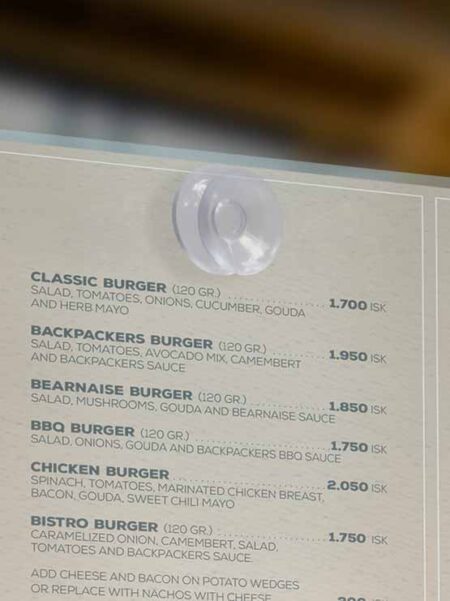 CLASSIC BURGER (120 GR.) 1.700 ISK
SALAD, TOMATOES, ONIONS, CUCUMBER, GOUDA
AND HERB MAYO
BACKPACKERS BURGER (120 GR.) 1.950 ISK
SALAD, TOMATOES, AVOCADO MIX, CAMEMBERT
AND BACKPACKERS SAUCE
BEARNAISE BURGER (120 GR.) 1.850 ISK
SALAD, MUSHROOMS, GOUDA AND BEARNAISE SAUCE
BBQ BURGER (120 GR.) 1.750 ISK
SALAD, ONIONS, GOUDA AND BACKPACKERS BBQ SAUCE
CHICKEN BURGER 2.050 ISK
SPINACH, TOMATOES, MARINATED CHICKEN BREAST,
BACON, GOUDA, SWEET CHILI MAYO
BISTRO BURGER (120 GR.) 1.750 ISK
CARAMELIZED ONION, CAMEMBERT, SALAD,
TOMATOES AND BACKPACKERS SAUCE.
ADD CHEESE AND BACON ON POTATO WEDGES
OR REPLACE WITH NACHOS WITH CHEESE